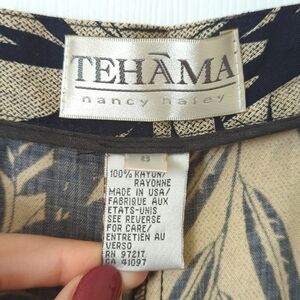 TEHAMA
nancy haley
8
100% RAYON/
RAYONNE
MADE IN USA/
FABRIQUE AUX
ETATS-UNIS
SEE REVERSE
FOR CARE/
ENTRETIEN AU
VERSO
RN 97217
CA 41097